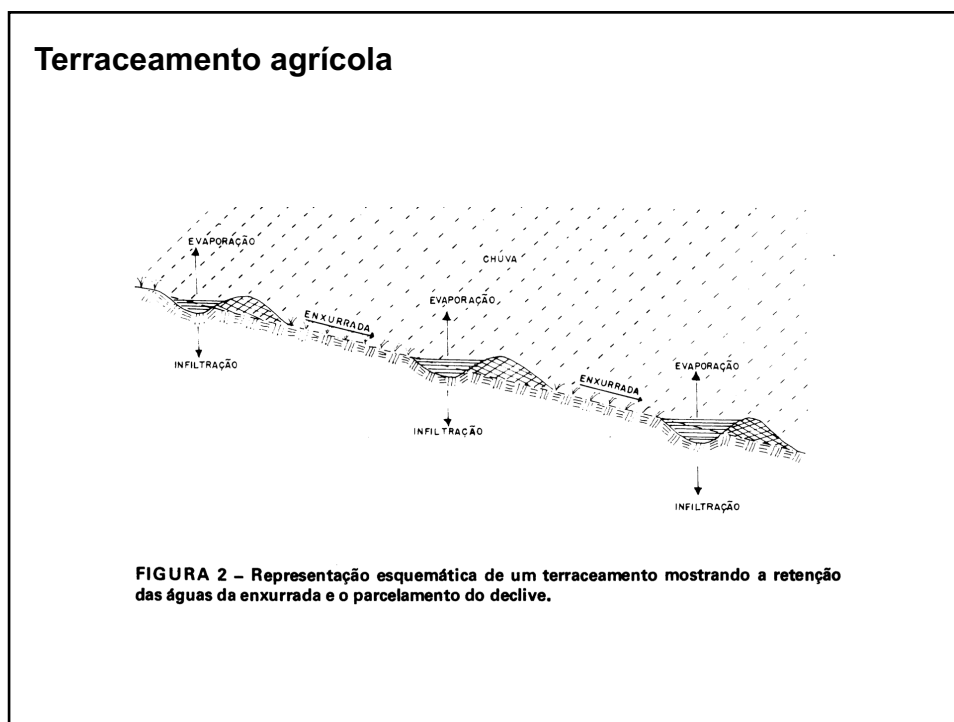 Terraceamento agrícola
EVAPORAÇÃO
CHUVA
EVAPORAÇÃO
ENXURRADA
EVAPORAÇÃO
INFILTRAÇÃO
ENXURRADA
INFILTRAÇÃO
INFILTRAÇÃO
FIGURA 2 – Representação esquemática de um terraceamento mostrando a retenção
das águas da enxurrada e o parcelamento do declive.